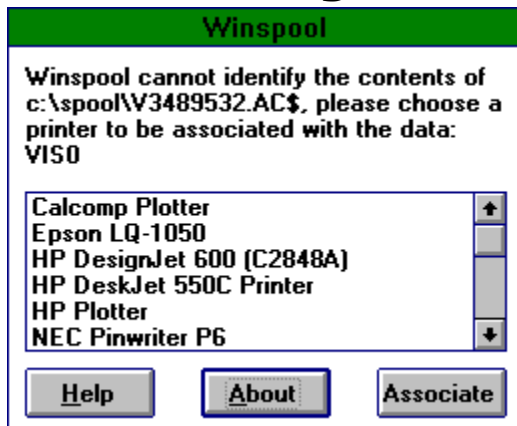 Winspool
Winspool cannot identify the contents of
c:\spool\V3489532.AC$, please choose a
printer to be associated with the data:
VIS0
Calcomp Plotter
Epson LQ-1050
HP DesignJet 600 (C2848A)
HP DeskJet 550C Printer
HP Plotter
NEC Pinwriter P6
Help About Associate